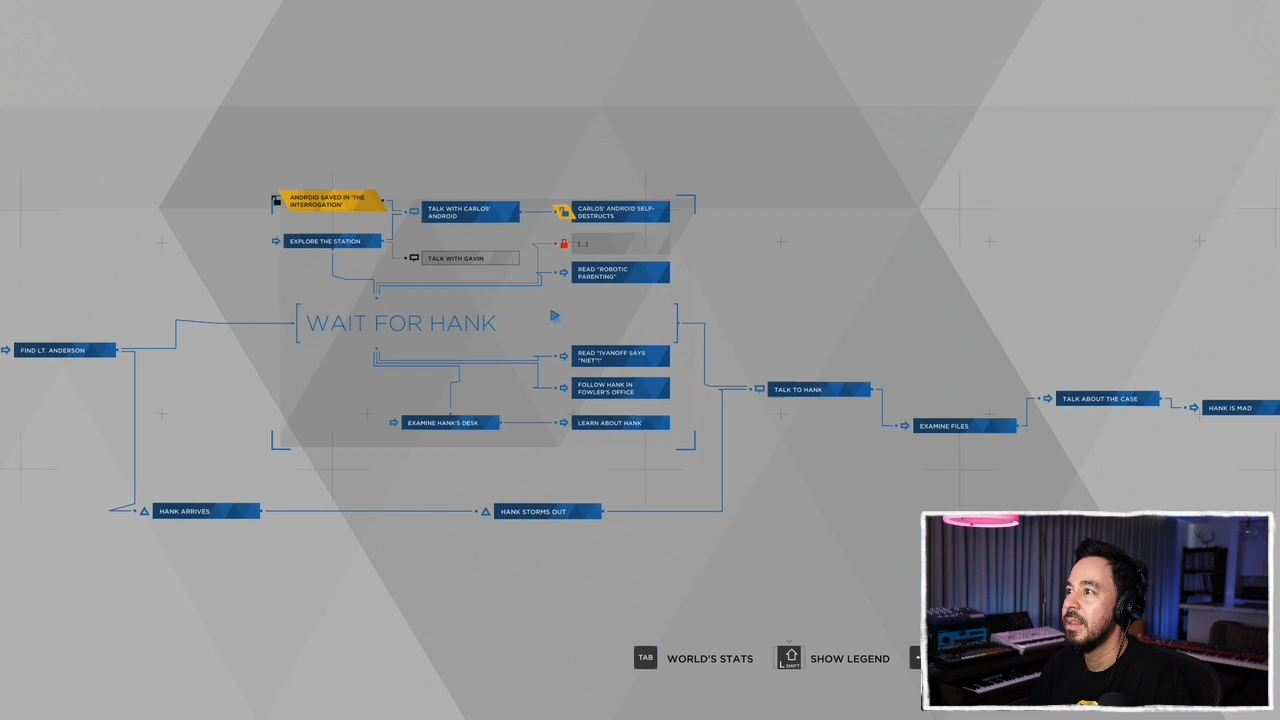 ANDROID SAVED IN 'THE
INTERROGATION'
TALK WITH CARLOS'
ANDROID
CARLOS' ANDROID SELF-
DESTRUCTS
EXPLORE THE STATION
[...]
TALK WITH GAVIN
READ "ROBOTIC
PARENTING"
WAIT FOR HANK
FIND LT. ANDERSON
READ "IVANOFF SAYS
"NIET"!"
FOLLOW HANK IN
FOWLER'S OFFICE
TALK TO HANK
TALK ABOUT THE CASE
HANK IS MAD
EXAMINE HANK'S DESK
LEARN ABOUT HANK
EXAMINE FILES
HANK ARRIVES
HANK STORMS OUT
TAB
WORLD'S STATS
L SHIFT
SHOW LEGEND